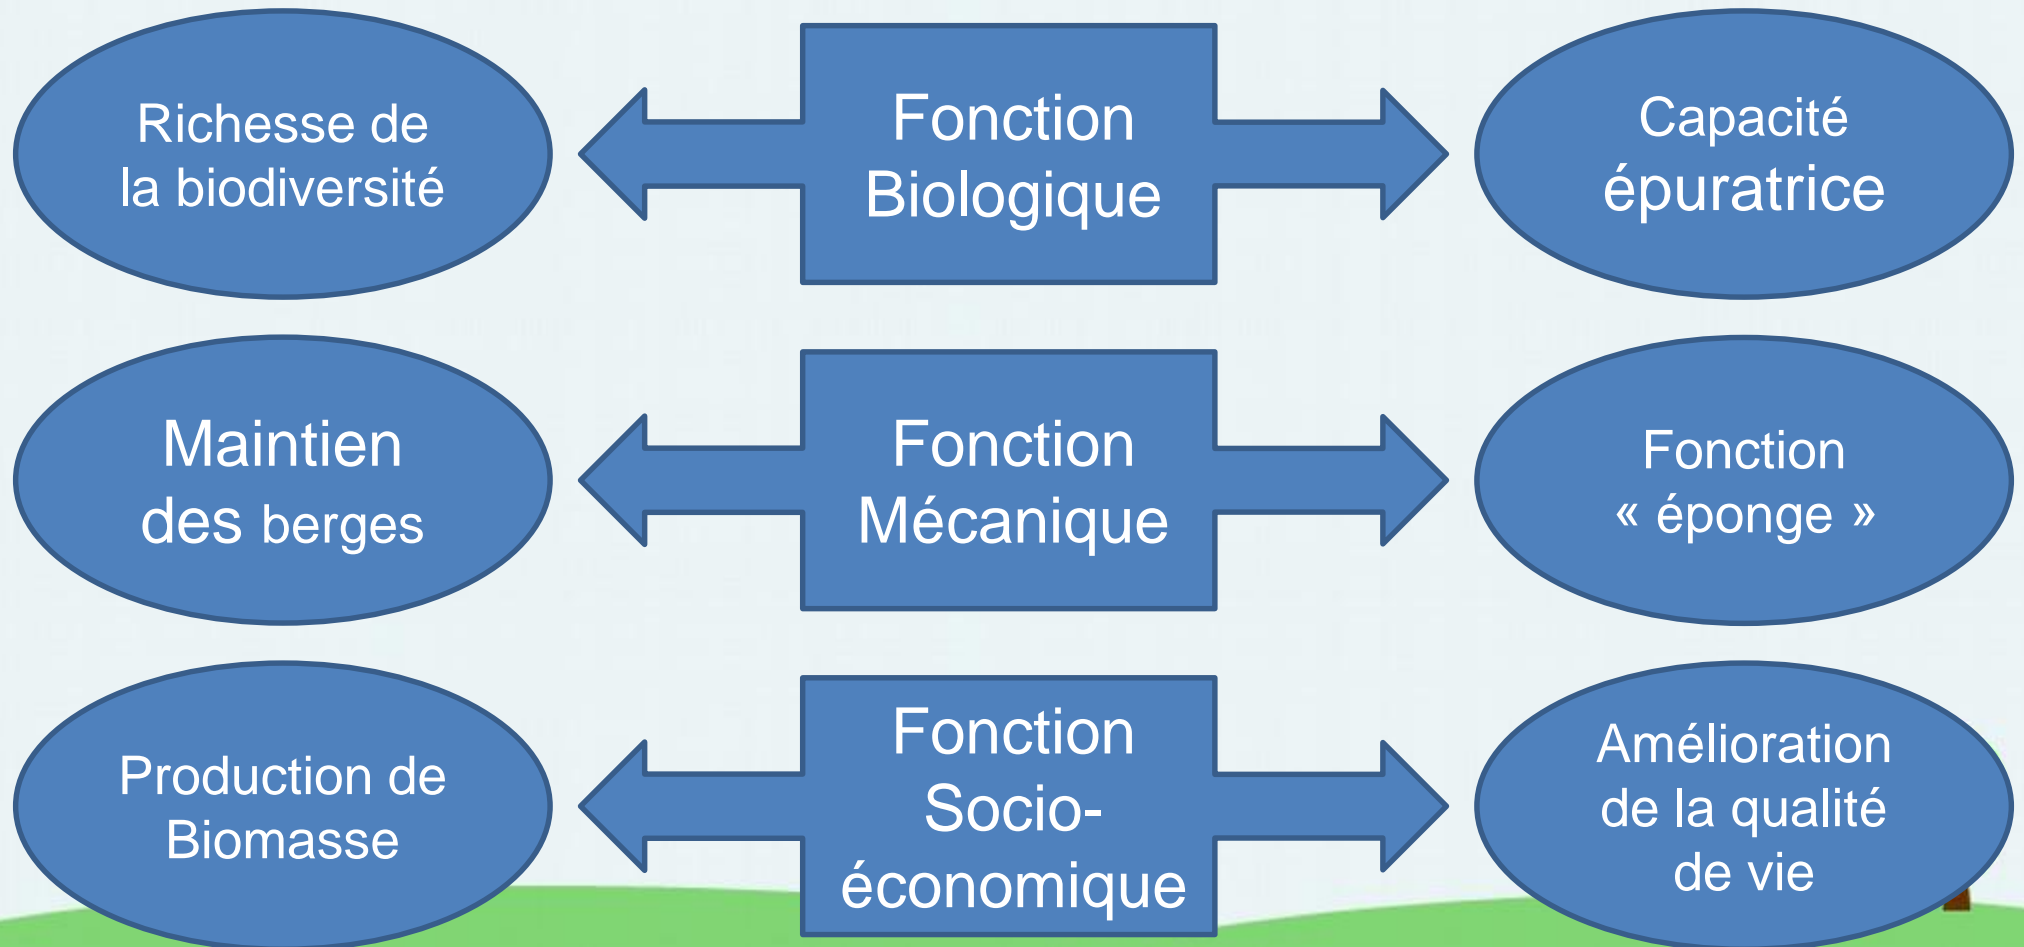 Richesse de
la biodiversité
Fonction
Biologique
Capacité
épuratrice
Maintien
des berges
Fonction
Mécanique
Fonction
« éponge »
Production de
Biomasse
Fonction
Socio-
économique
Amélioration
de la qualité
de vie